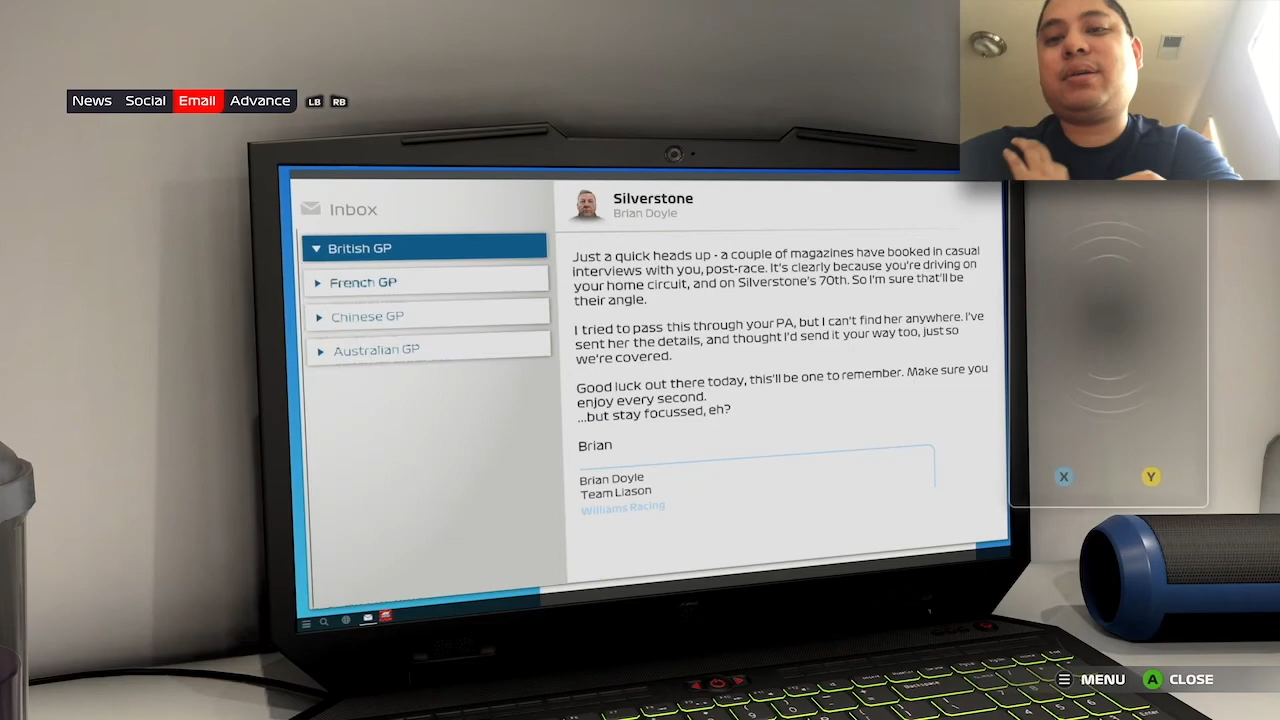 News Social Email Advance LB RB
Inbox
British GP
French GP
Chinese GP
Australian GP
Silverstone
Brian Doyle
Just a quick heads up - a couple of magazines have booked in casual
interviews with you, post-race. It's clearly because you're driving on
your home circuit, and on Silverstone's 70th. So I'm sure that'll be
their angle.
I tried to pass this through your PA, but I can't find her anywhere. I've
sent her the details, and thought I'd send it your way too, just so
we're covered.
Good luck out there today, this'll be one to remember. Make sure you
enjoy every second.
...but stay focussed, eh?
Brian
Brian Doyle
Team Liason
Williams Racing
X Y
Backspace
MENU A CLOSE